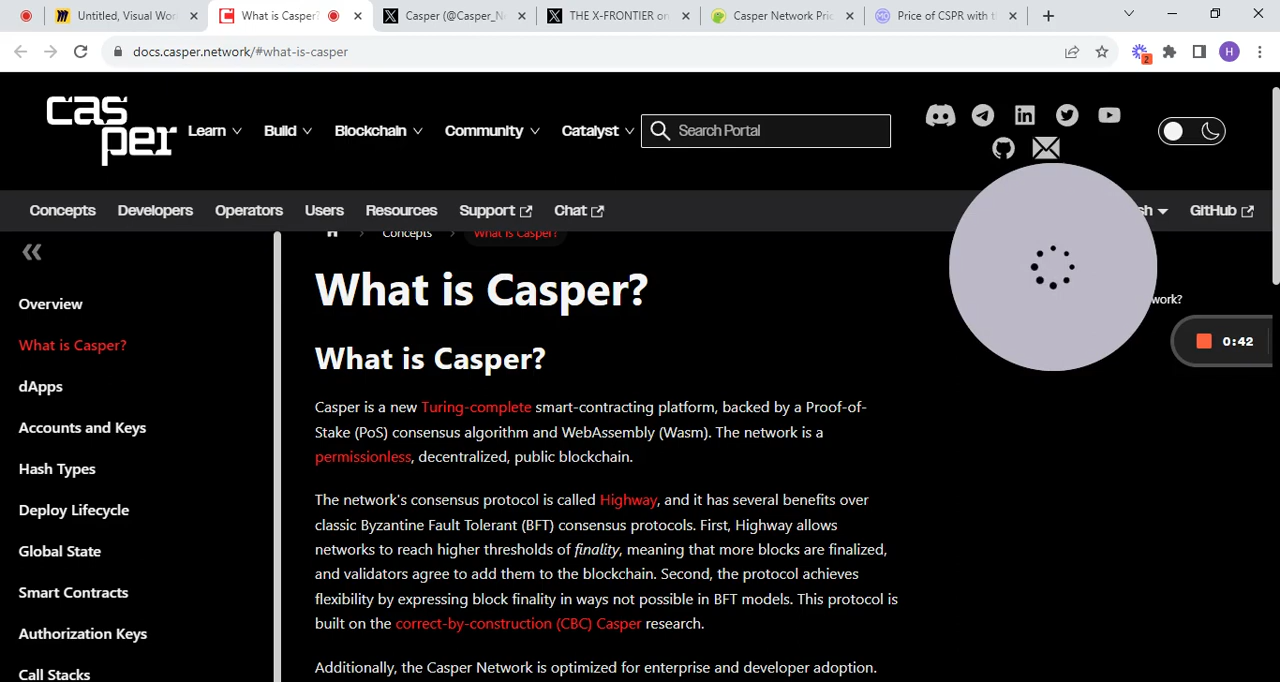 Untitled, Visual Wor
What is Casper?
Casper (@Casper_Ne
THE X-FRONTIER on
Casper Network Pric
Price of CSPR with t
docs.casper.network/#what-is-casper
2
H
cas
per
Learn
Build
Blockchain
Community
Catalyst
Search Portal
Concepts
Developers
Operators
Users
Resources
Support
Chat
sh
GitHub
Concepts
What is Casper?
Overview
What is Casper?
dApps
Accounts and Keys
Hash Types
Deploy Lifecycle
Global State
Smart Contracts
Authorization Keys
Call Stacks
What is Casper?
What is Casper?
Casper is a new Turing-complete smart-contracting platform, backed by a Proof-of-
Stake (PoS) consensus algorithm and WebAssembly (Wasm). The network is a
permissionless, decentralized, public blockchain.
The network's consensus protocol is called Highway, and it has several benefits over
classic Byzantine Fault Tolerant (BFT) consensus protocols. First, Highway allows
networks to reach higher thresholds of finality, meaning that more blocks are finalized,
and validators agree to add them to the blockchain. Second, the protocol achieves
flexibility by expressing block finality in ways not possible in BFT models. This protocol is
built on the correct-by-construction (CBC) Casper research.
Additionally, the Casper Network is optimized for enterprise and developer adoption.
work?
0:42